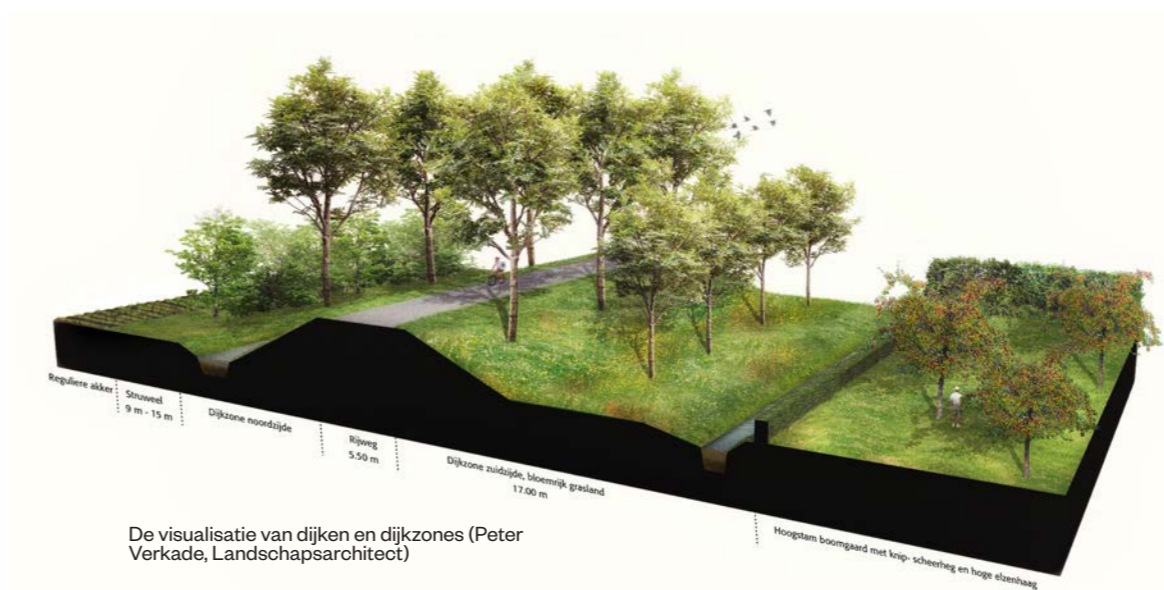 Reguliere akker
Struweel
9 m - 15 m
Dijkzone noordzijde
Rijweg
5.50 m
Dijkzone zuidzijde, bloemrijk grasland
17.00 m
Hoogstam boomgaard met knip- scheerheg en hoge elzenhaag
De visualisatie van dijken en dijkzones (Peter
Verkade, Landschapsarchitect)